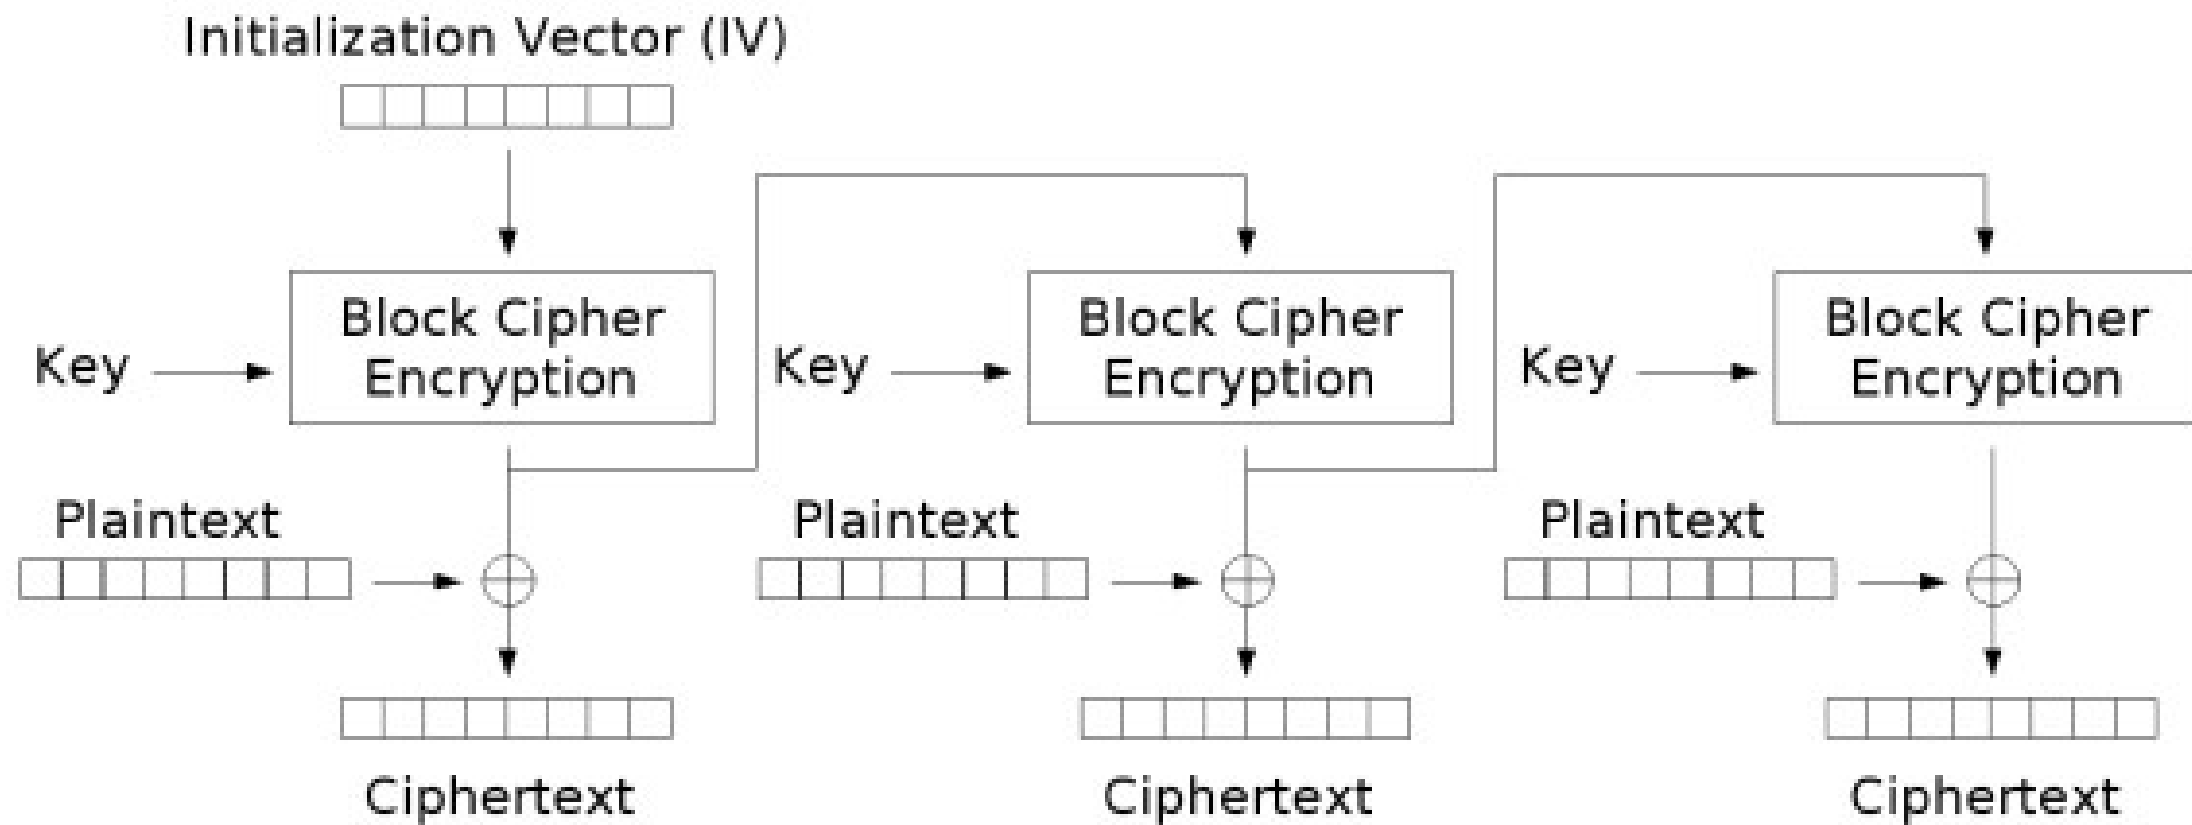 Initialization Vector (IV)
Block Cipher
Encryption
Key
Plaintext
Ciphertext
Block Cipher
Encryption
Key
Plaintext
Ciphertext
Block Cipher
Encryption
Key
Plaintext
Ciphertext